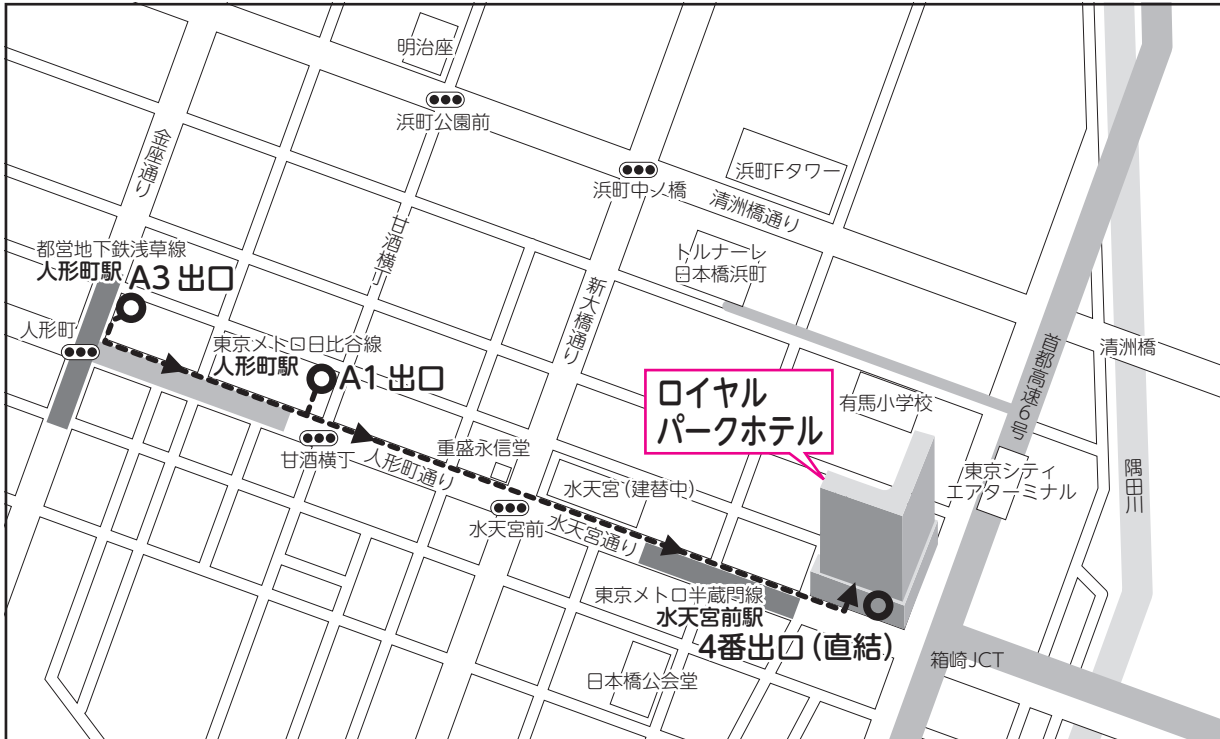 明治座
浜町公園前
金座通り
浜町中ノ橋
浜町Fタワー
清洲橋通り
甘酒横丁
都営地下鉄浅草線
人形町駅
A3 出口
トルナーレ
日本橋浜町
新大橋通り
人形町
東京メトロ日比谷線
人形町駅
A1 出口
首都高速6号
清洲橋
ロイヤル
パークホテル
有馬小学校
甘酒横丁
人形町通り
重盛永信堂
水天宮(建替中)
東京シティ
エアターミナル
隅田川
水天宮前
水天宮通り
東京メトロ半蔵門線
水天宮前駅
4番出口(直結)
日本橋公会堂
箱崎JCT